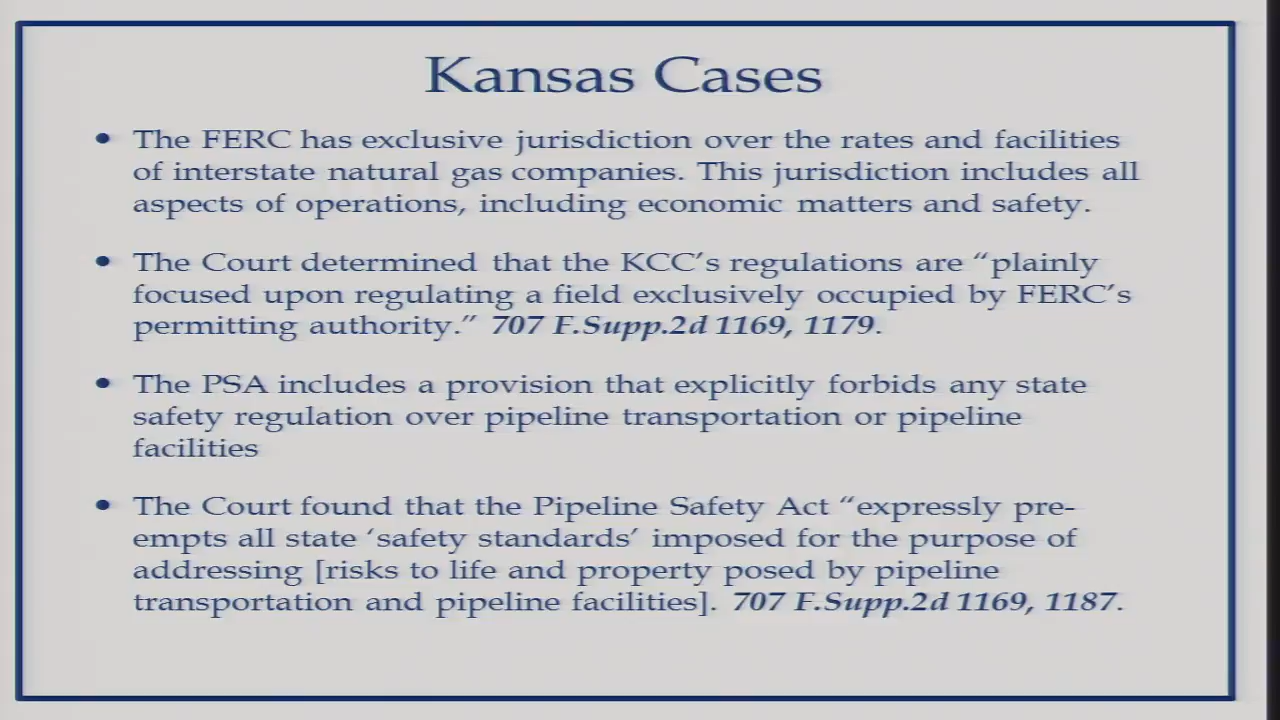 Kansas Cases
• The FERC has exclusive jurisdiction over the rates and facilities
of interstate natural gas companies. This jurisdiction includes all
aspects of operations, including economic matters and safety.
• The Court determined that the KCC’s regulations are “plainly
focused upon regulating a field exclusively occupied by FERC’s
permitting authority.” 707 F.Supp.2d 1169, 1179.
• The PSA includes a provision that explicitly forbids any state
safety regulation over pipeline transportation or pipeline
facilities
• The Court found that the Pipeline Safety Act “expressly pre-
empts all state ‘safety standards’ imposed for the purpose of
addressing [risks to life and property posed by pipeline
transportation and pipeline facilities]. 707 F.Supp.2d 1169, 1187.